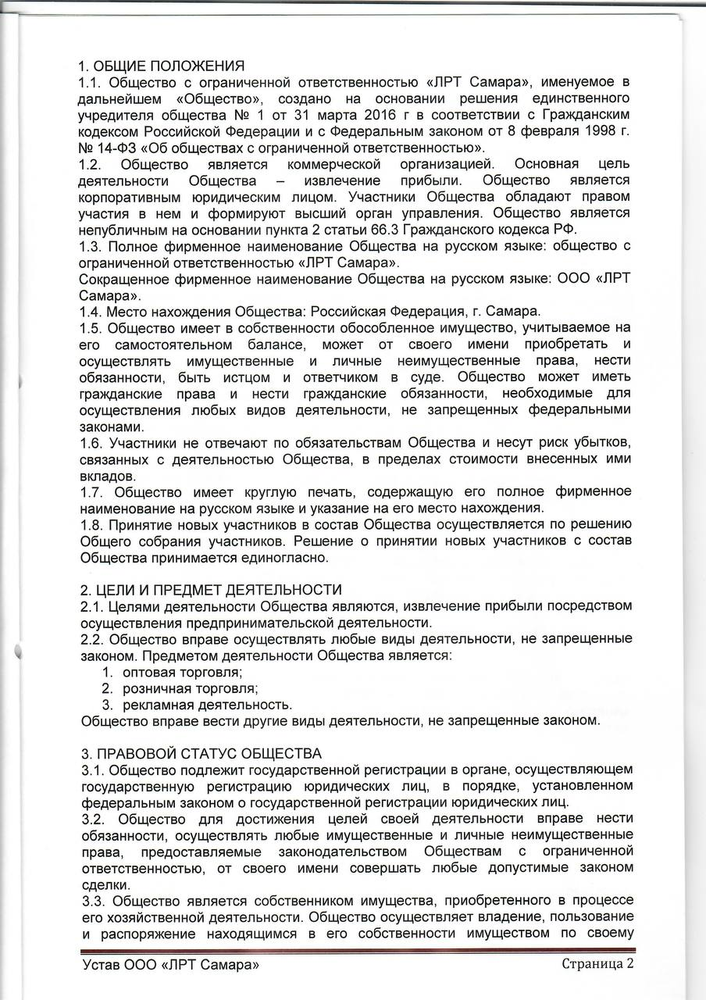 1. ОБЩИЕ ПОЛОЖЕНИЯ
1.1. Общество с ограниченной ответственностью «ЛРТ Самара», именуемое в
дальнейшем «Общество», создано на основании решения единственного
учредителя общества № 1 от 31 марта 2016 г в соответствии с Гражданским
кодексом Российской Федерации и с Федеральным законом от 8 февраля 1998 г.
№ 14-ФЗ «Об обществах с ограниченной ответственностью».
1.2. Общество является коммерческой организацией. Основная цель
деятельности Общества – извлечение прибыли. Общество является
корпоративным юридическим лицом. Участники Общества обладают правом
участия в нем и формируют высший орган управления. Общество является
непубличным на основании пункта 2 статьи 66.3 Гражданского кодекса РФ.
1.3. Полное фирменное наименование Общества на русском языке: общество с
ограниченной ответственностью «ЛРТ Самара».
Сокращенное фирменное наименование Общества на русском языке: ООО «ЛРТ
Самара».
1.4. Место нахождения Общества: Российская Федерация, г. Самара.
1.5. Общество имеет в собственности обособленное имущество, учитываемое на
его самостоятельном балансе, может от своего имени приобретать и
осуществлять имущественные и личные неимущественные права, нести
обязанности, быть истцом и ответчиком в суде. Общество может иметь
гражданские права и нести гражданские обязанности, необходимые для
осуществления любых видов деятельности, не запрещенных федеральными
законами.
1.6. Участники не отвечают по обязательствам Общества и несут риск убытков,
связанных с деятельностью Общества, в пределах стоимости внесенных ими
вкладов.
1.7. Общество имеет круглую печать, содержащую его полное фирменное
наименование на русском языке и указание на его место нахождения.
1.8. Принятие новых участников в состав Общества осуществляется по решению
Общего собрания участников. Решение о принятии новых участников с состав
Общества принимается единогласно.
2. ЦЕЛИ И ПРЕДМЕТ ДЕЯТЕЛЬНОСТИ
2.1. Целями деятельности Общества являются, извлечение прибыли посредством
осуществления предпринимательской деятельности.
2.2. Общество вправе осуществлять любые виды деятельности, не запрещенные
законом. Предметом деятельности Общества является:
1. оптовая торговля;
2. розничная торговля;
3. рекламная деятельность.
Общество вправе вести другие виды деятельности, не запрещенные законом.
3. ПРАВОВОЙ СТАТУС ОБЩЕСТВА
3.1. Общество подлежит государственной регистрации в органе, осуществляющем
государственную регистрацию юридических лиц, в порядке, установленном
федеральным законом о государственной регистрации юридических лиц.
3.2. Общество для достижения целей своей деятельности вправе нести
обязанности, осуществлять любые имущественные и личные неимущественные
права, предоставляемые законодательством Обществам с ограниченной
ответственностью, от своего имени совершать любые допустимые законом
сделки.
3.3. Общество является собственником имущества, приобретенного в процессе
его хозяйственной деятельности. Общество осуществляет владение, пользование
и распоряжение находящимся в его собственности имуществом по своему
Устав ООО «ЛРТ Самара» Страница 2